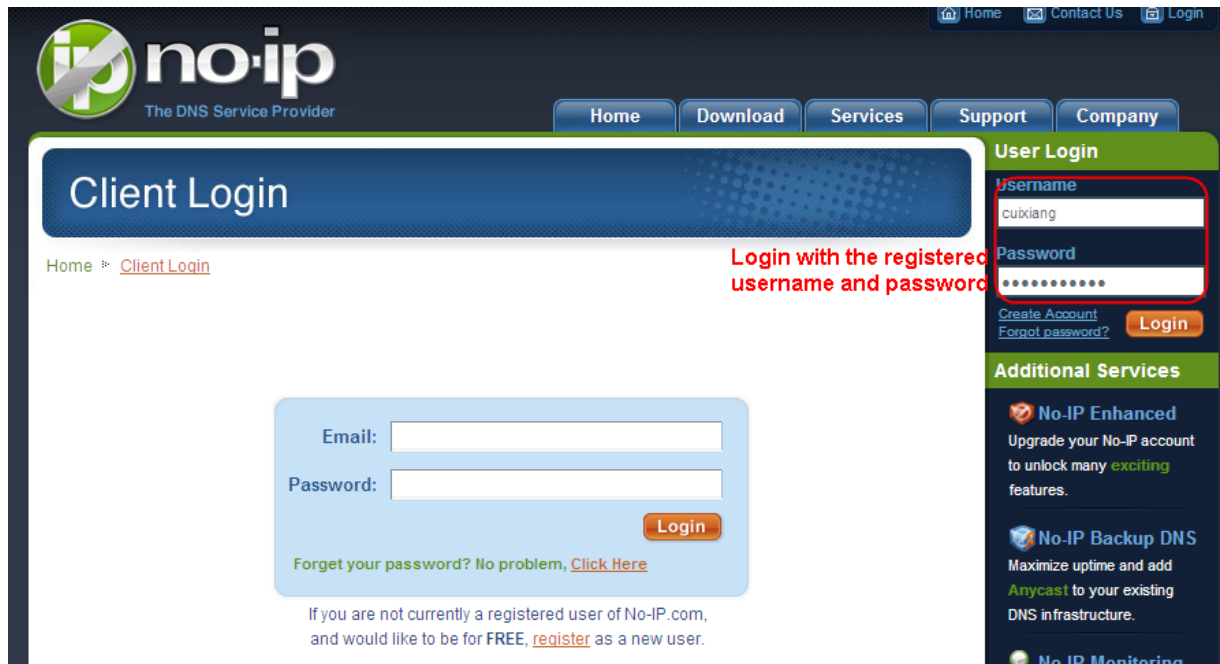 Home Contact Us Login
no-ip
The DNS Service Provider
Home Download Services Support Company
Client Login
Home Client Login
Login with the registered
username and password
User Login
Username
cuixiang
Password
•••••••••••
Create Account
Forgot password?
Login
Email:
Password:
Login
Forget your password? No problem, Click Here
If you are not currently a registered user of No-IP.com,
and would like to be for FREE, register as a new user.
Additional Services
No-IP Enhanced
Upgrade your No-IP account
to unlock many exciting
features.
No-IP Backup DNS
Maximize uptime and add
Anycast to your existing
DNS infrastructure.
No-IP Monitoring